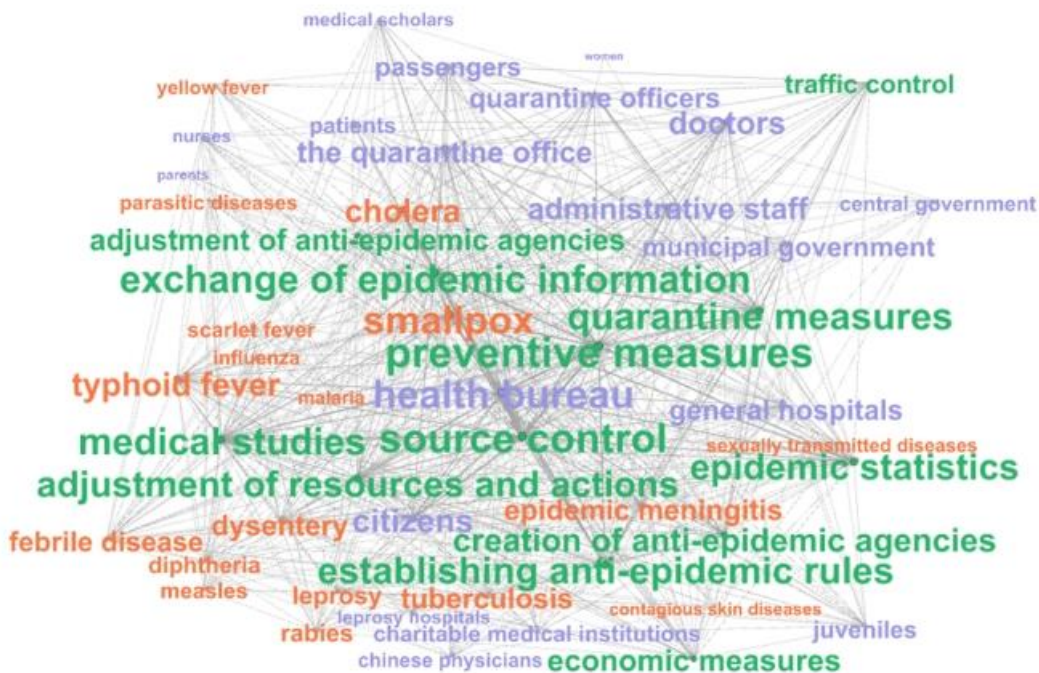 medical scholars
women
passengers
traffic control
yellow fever
quarantine officers
doctors
nurses
patients
the quarantine office
parents
parasitic diseases
cholera
administrative staff
central government
adjustment of anti-epidemic agencies
municipal government
exchange of epidemic information
smallpox
quarantine measures
scarlet fever
influenza
preventive measures
typhoid fever
malaria
health bureau
general hospitals
medical studies
source control
sexually transmitted diseases
epidemic statistics
adjustment of resources and actions
epidemic meningitis
dysentery
citizens
febrile disease
creation of anti-epidemic agencies
diphtheria
establishing anti-epidemic rules
measles
leprosy
tuberculosis
contagious skin diseases
leprosy hospitals
rabies
charitable medical institutions
juveniles
chinese physicians
economic measures